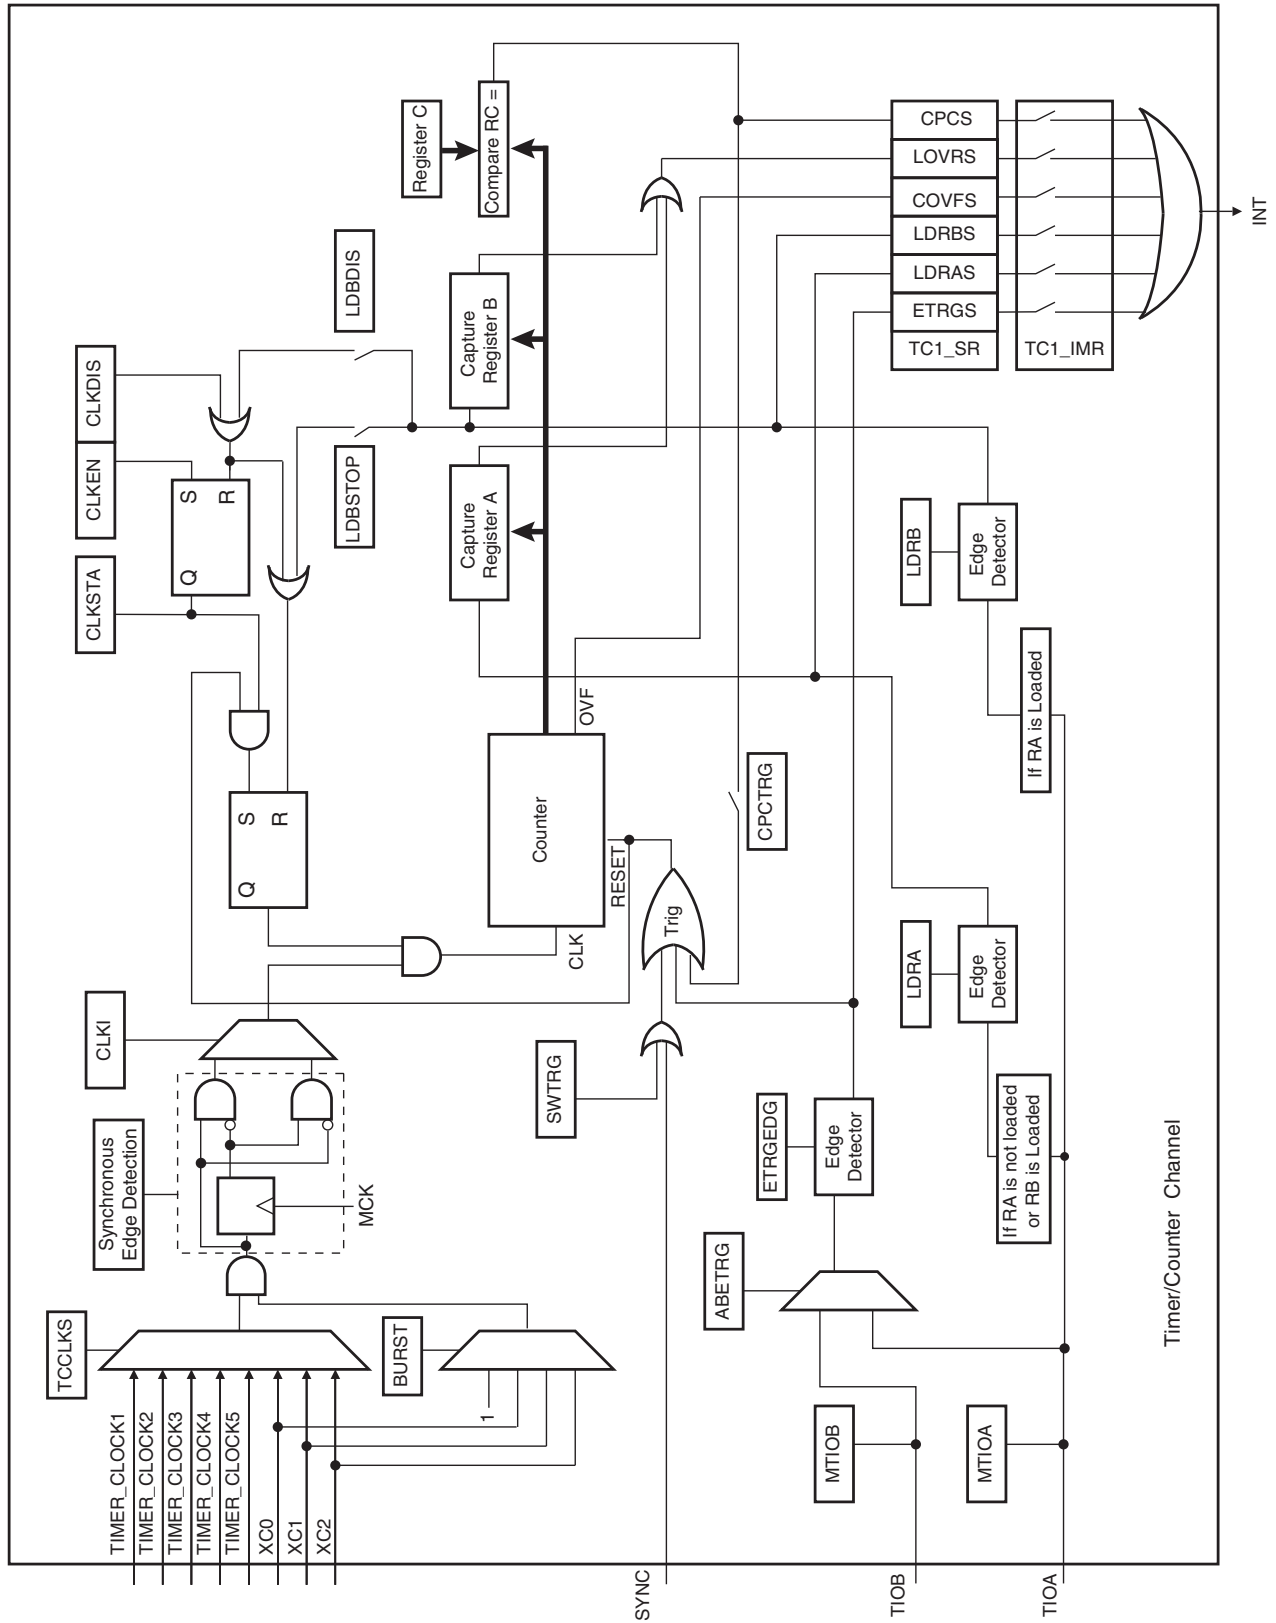 TCCLKS
TIMER_CLOCK1
TIMER_CLOCK2
TIMER_CLOCK3
TIMER_CLOCK4
TIMER_CLOCK5
XC0
XC1
XC2
BURST
1
Synchronous
Edge Detection
MCK
CLKI
CLKSTA
CLKEN
CLKDIS
Q
S
R
Q
S
R
LDBSTOP
LDBDIS
Register C
Capture
Register A
Capture
Register B
Compare RC =
Counter
CLK
OVF
RESET
Trig
SWTRG
SYNC
CPCTRG
ABETRG
ETRGEDG
Edge
Detector
MTIOB
TIOB
MTIOA
TIOA
LDRA
Edge
Detector
If RA is not loaded
or RB is Loaded
LDRB
Edge
Detector
If RA is Loaded
CPCS
LOVRS
COVFS
LDRBS
LDRAS
ETRGS
TC1_SR
TC1_IMR
INT
Timer/Counter Channel